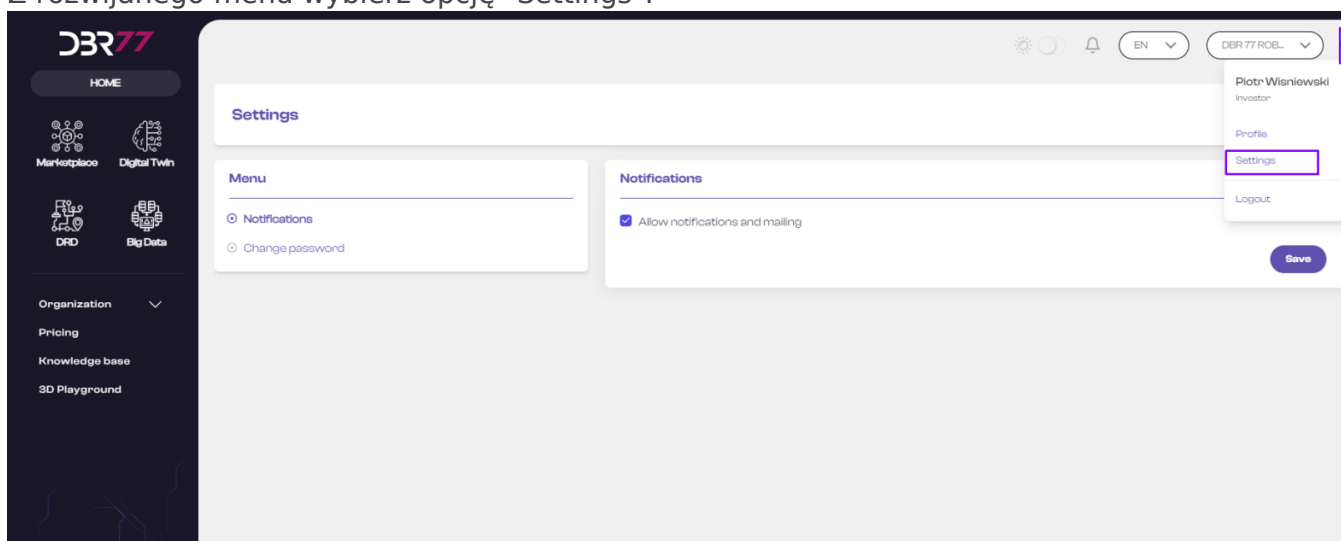 Z rozwijanego menu wybierz opcję "Settings".
DBR77
HOME
Marketplace
Digital Twin
DRD
Big Data
Organization
Pricing
Knowledge base
3D Playground
EN
DBR 77 ROB...
Piotr Wisniewski
Investor
Profile
Settings
Logout
Settings
Menu
Notifications
Change password
Notifications
Allow notifications and mailing
Save